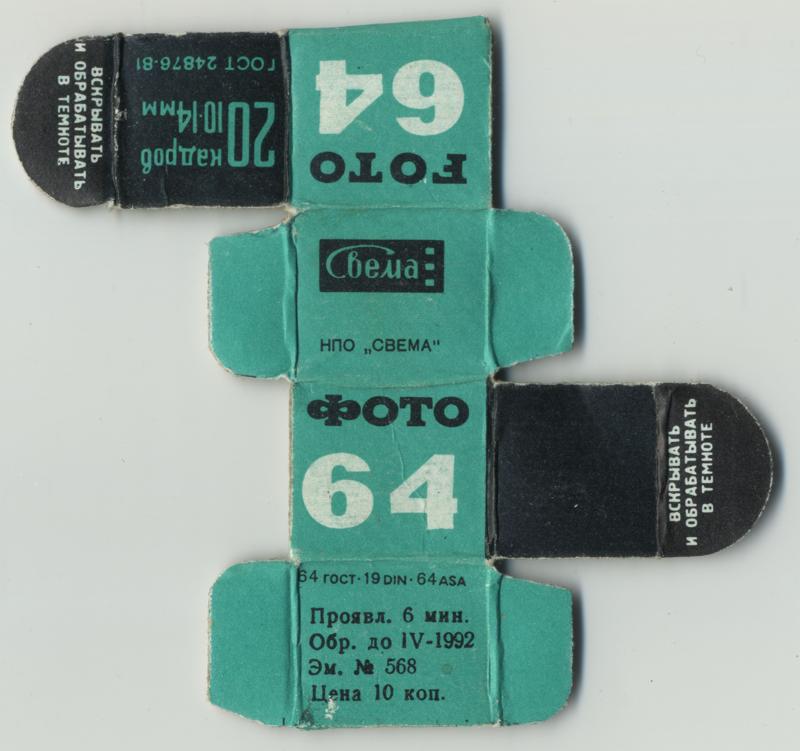 ВСКРЫВАТЬ
И ОБРАБАТЫВАТЬ
В ТЕМНОТЕ
20 кадров
10·14мм
ГОСТ 24876-81
FOTO
64
Свема
НПО „СВЕМА"
ФОТО
64
ВСКРЫВАТЬ
И ОБРАБАТЫВАТЬ
В ТЕМНОТЕ
64 ГОСТ · 19 DIN · 64 ASA
Проявл. 6 мин.
Обр. до IV-1992
Эм. № 568
Цена 10 коп.